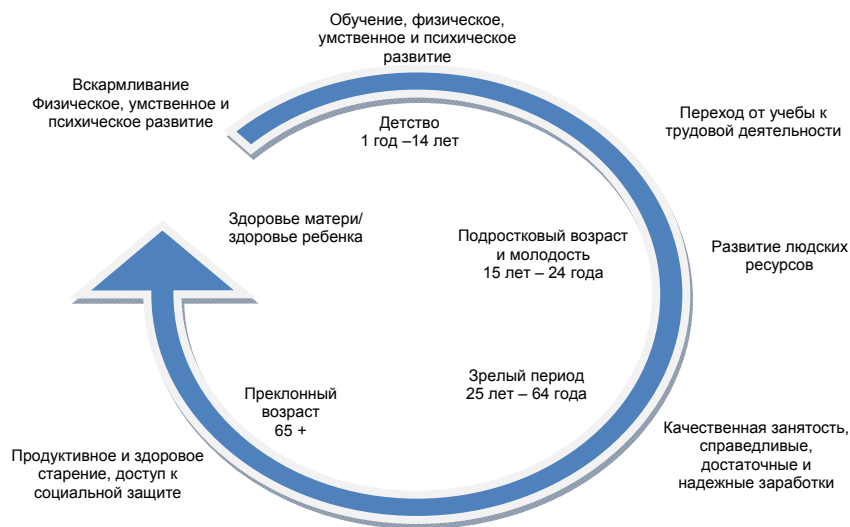 Обучение, физическое,
умственное и психическое
развитие
Вскармливание
Физическое, умственное и
психическое развитие
Переход от учебы к
трудовой деятельности
Детство
1 год –14 лет
Здоровье матери/
здоровье ребенка
Подростковый возраст
и молодость
15 лет – 24 года
Развитие людских
ресурсов
Зрелый период
25 лет – 64 года
Преклонный
возраст
65 +
Качественная занятость,
справедливые,
достаточные и
надежные заработки
Продуктивное и здоровое
старение, доступ к
социальной защите